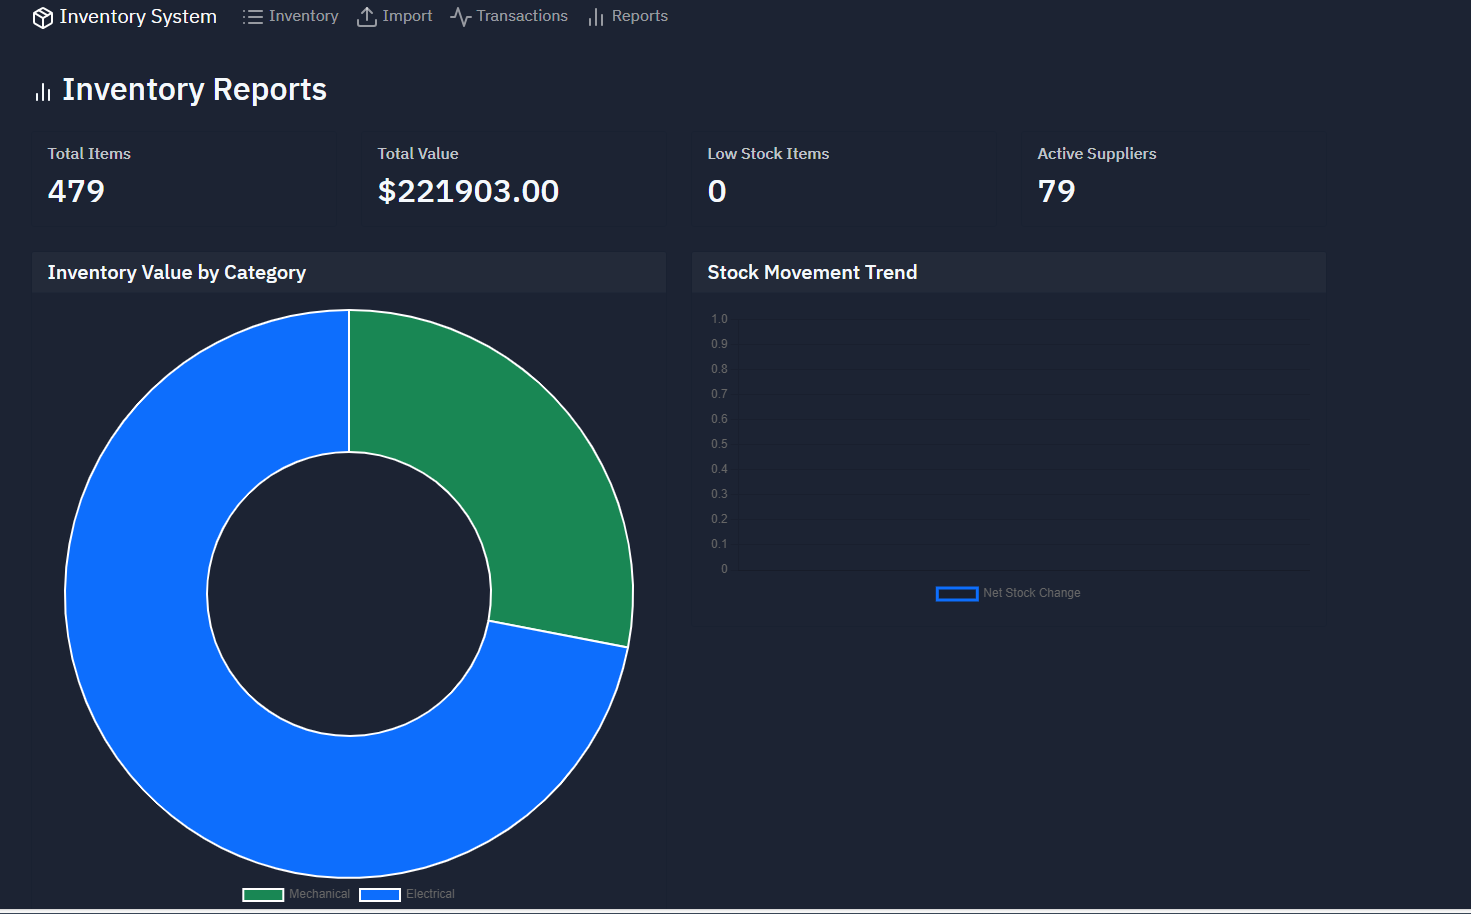 Inventory System Inventory Import Transactions Reports
Inventory Reports
Total Items Total Value Low Stock Items Active Suppliers
479 $221903.00 0 79
Inventory Value by Category Stock Movement Trend
1.0
0.9
0.8
0.7
0.6
0.5
0.4
0.3
0.2
0.1
0
Net Stock Change
Mechanical Electrical